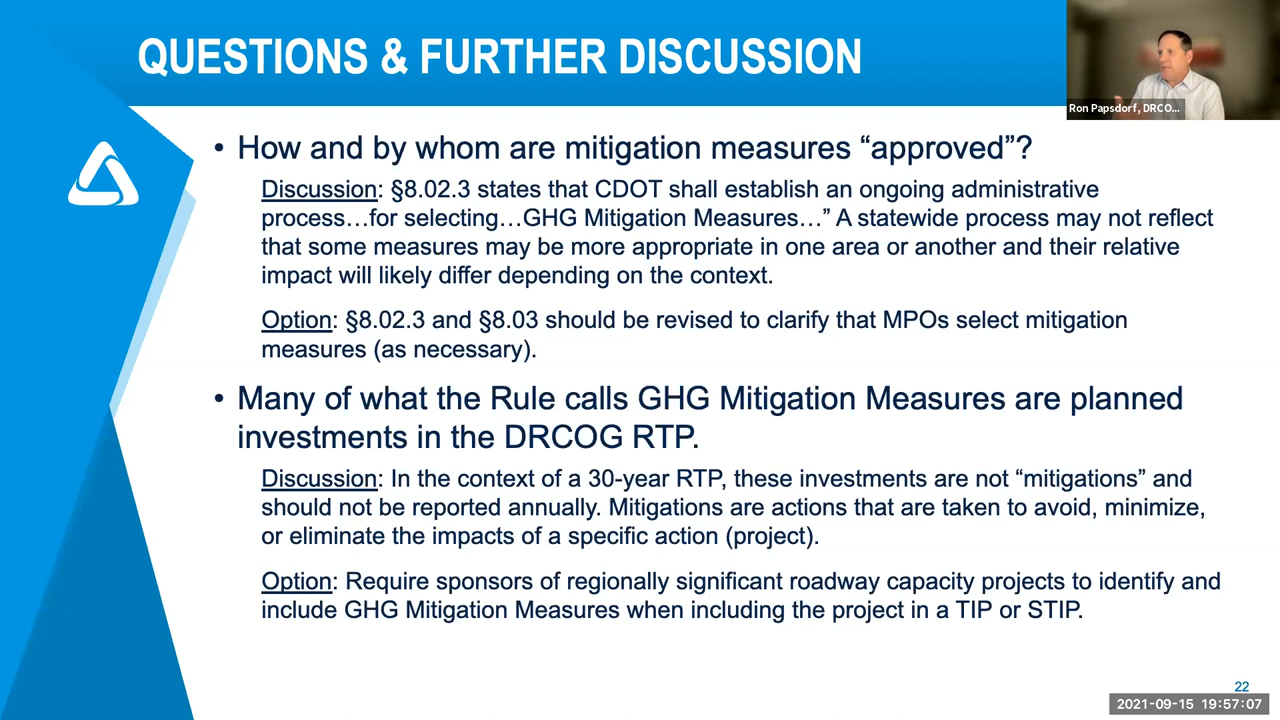 QUESTIONS & FURTHER DISCUSSION
Ron Papsdorf, DRCO...
• How and by whom are mitigation measures “approved”?
Discussion: §8.02.3 states that CDOT shall establish an ongoing administrative
process…for selecting…GHG Mitigation Measures…” A statewide process may not reflect
that some measures may be more appropriate in one area or another and their relative
impact will likely differ depending on the context.
Option: §8.02.3 and §8.03 should be revised to clarify that MPOs select mitigation
measures (as necessary).
• Many of what the Rule calls GHG Mitigation Measures are planned
investments in the DRCOG RTP.
Discussion: In the context of a 30-year RTP, these investments are not “mitigations” and
should not be reported annually. Mitigations are actions that are taken to avoid, minimize,
or eliminate the impacts of a specific action (project).
Option: Require sponsors of regionally significant roadway capacity projects to identify and
include GHG Mitigation Measures when including the project in a TIP or STIP.
22
2021-09-15 19:57:07